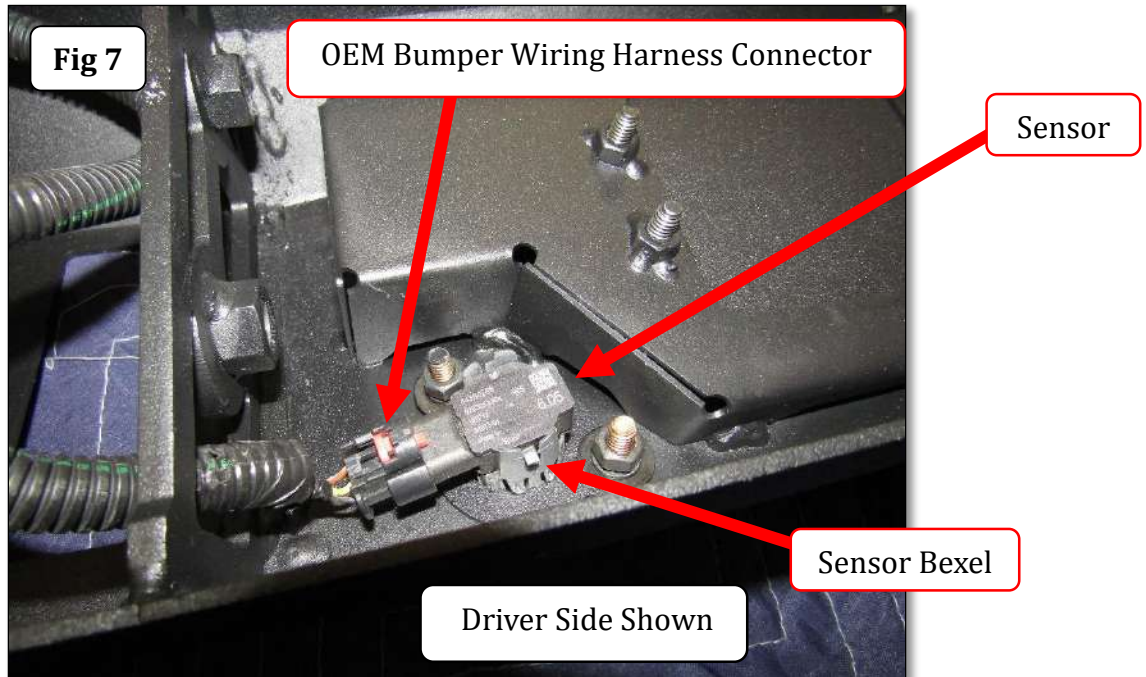 Fig 7
OEM Bumper Wiring Harness Connector
Sensor
Sensor Bexel
Driver Side Shown